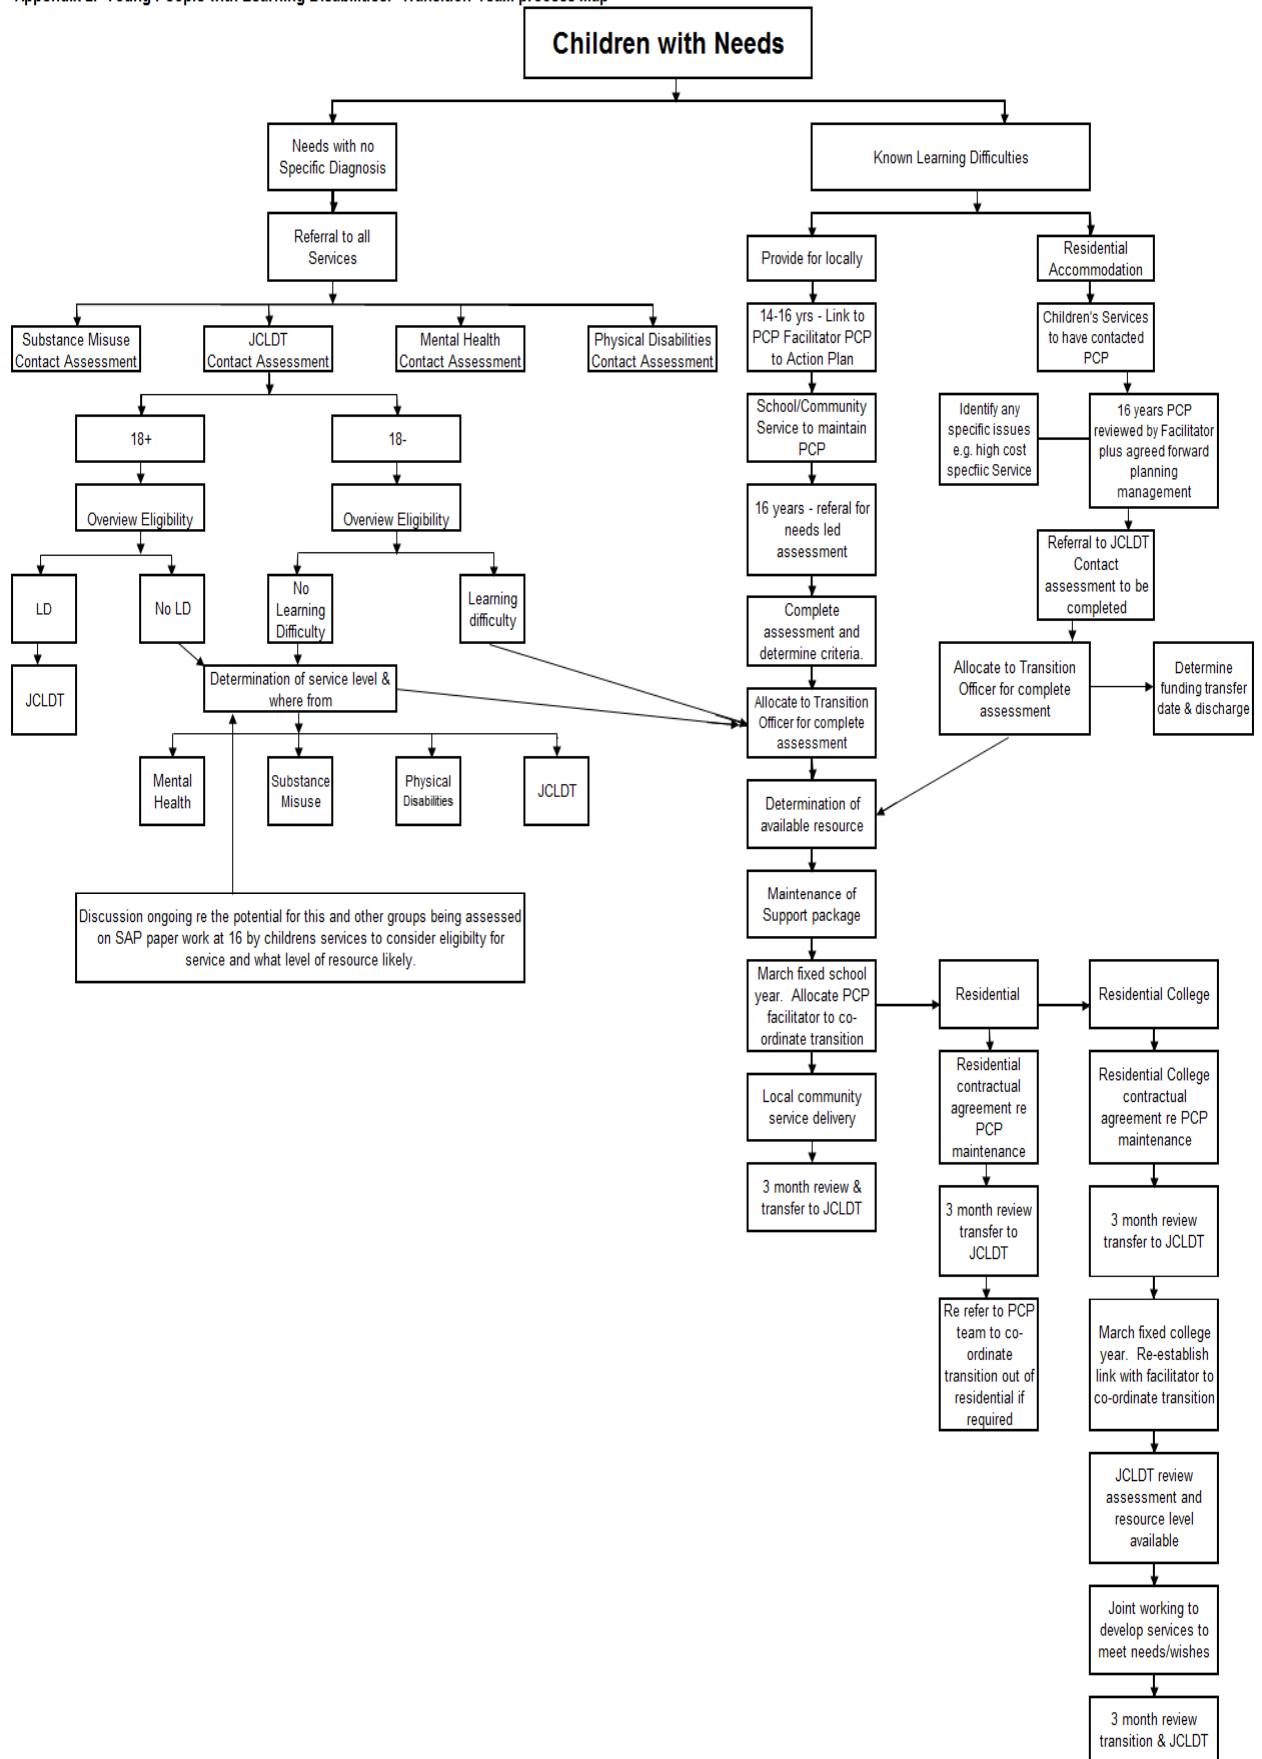 Appendix 2: Young People with Learning Disabilities: Transition Team process map
Children with Needs
Needs with no
Specific Diagnosis
Known Learning Difficulties
Referral to all
Services
Provide for locally
Residential
Accommodation
Substance Misuse
Contact Assessment
JCLDT
Contact Assessment
Mental Health
Contact Assessment
Physical Disabilities
Contact Assessment
14-16 yrs - Link to
PCP Facilitator PCP
to Action Plan
Children's Services
to have contacted
PCP
18+
18-
School/Community
Service to maintain
PCP
Identify any
specific issues
e.g. high cost
specfiic Service
16 years PCP
reviewed by Facilitator
plus agreed forward
planning
management
Overview Eligibility
Overview Eligibility
16 years - referal for
needs led
assessment
Referral to JCLDT
Contact
assessment to be
completed
LD
No LD
No
Learning
Difficulty
Learning
difficulty
Complete
assessment and
determine criteria.
JCLDT
Determination of service level &
where from
Allocate to Transition
Officer for complete
assessment
Allocate to Transition
Officer for complete
assessment
Determine
funding transfer
date & discharge
Mental
Health
Substance
Misuse
Physical
Disabilities
JCLDT
Determination of
available resource
Discussion ongoing re the potential for this and other groups being assessed
on SAP paper work at 16 by childrens services to consider eligibilty for
service and what level of resource likely.
Maintenance of
Support package
March fixed school
year. Allocate PCP
facilitator to co-
ordinate transition
Residential
Residential College
Local community
service delivery
Residential
contractual
agreement re
PCP
maintenance
Residential College
contractual
agreement re PCP
maintenance
3 month review &
transfer to JCLDT
3 month review
transfer to
JCLDT
3 month review
transfer to JCLDT
Re refer to PCP
team to co-
ordinate
transition out of
residential if
required
March fixed college
year. Re-establish
link with facilitator to
co-ordinate transition
JCLDT review
assessment and
resource level
available
Joint working to
develop services to
meet needs/wishes
3 month review
transition & JCLDT